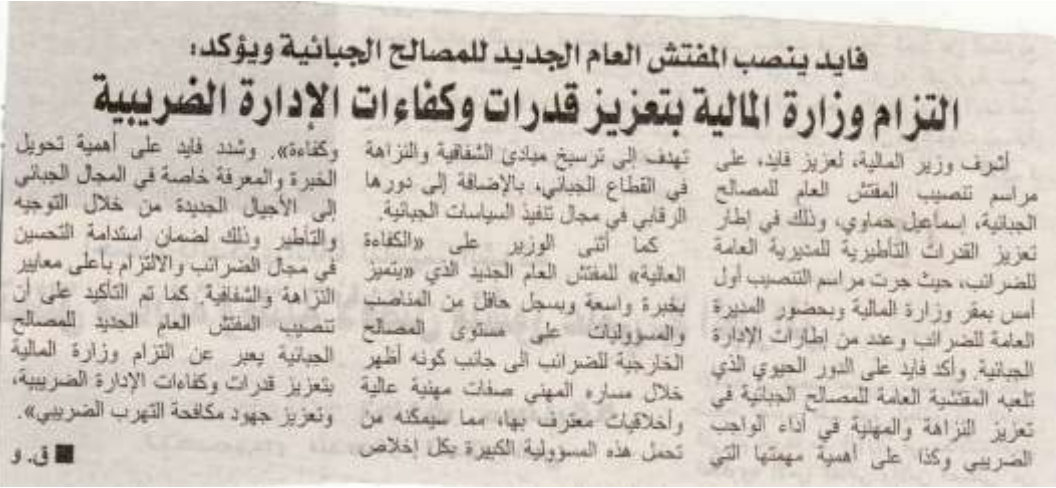 فايد ينصب المفتش العام الجديد للمصالح الجبائية ويؤكد:
التزام وزارة المالية بتعزيز قدرات وكفاءات الإدارة الضريبية
أشرف وزير المالية، لعزيز فايد، على
مراسم تنصيب المفتش العام للمصالح
الجبائية، اسماعيل حماوي، وذلك في إطار
تعزيز القدرات التأطيرية للمديرية العامة
للضرائب، حيث جرت مراسم التنصيب أول
أمس بمقر وزارة المالية وبحضور المديرة
العامة للضرائب وعدد من إطارات الإدارة
الجبائية. وأكد فايد على الدور الحيوي الذي
تلعبه المفتشية العامة للمصالح الجبائية في
تعزيز النزاهة والمهنية في أداء الواجب
الضريبي وكذا على أهمية مهمتها التي
تهدف إلى ترسيخ مبادئ الشفافية والنزاهة
في القطاع الجبائي، بالإضافة إلى دورها
الرقابي في مجال تنفيذ السياسات الجبائية.
كما أثنى الوزير على «الكفاءة
العالية» للمفتش العام الجديد الذي «يتميز
بخبرة واسعة وبسجل حافل من المناصب
والمسؤوليات على مستوى المصالح
الخارجية للضرائب الى جانب كونه أظهر
خلال مساره المهني صفات مهنية عالية
وأخلاقيات معترف بها، مما سيمكنه من
تحمل هذه المسؤولية الكبيرة بكل إخلاص
وكفاءة». وشدد فايد على أهمية تحويل
الخبرة والمعرفة خاصة في المجال الجبائي
إلى الأجيال الجديدة من خلال التوجيه
والتأطير وذلك لضمان استدامة التحسين
في مجال الضرائب والالتزام بأعلى معايير
النزاهة والشفافية. كما تم التأكيد على أن
تنصيب المفتش العام الجديد للمصالح
الجبائية يعبر عن التزام وزارة المالية
بتعزيز قدرات وكفاءات الإدارة الضريبية،
وتعزيز جهود مكافحة التهرب الضريبي».
■ ق. و